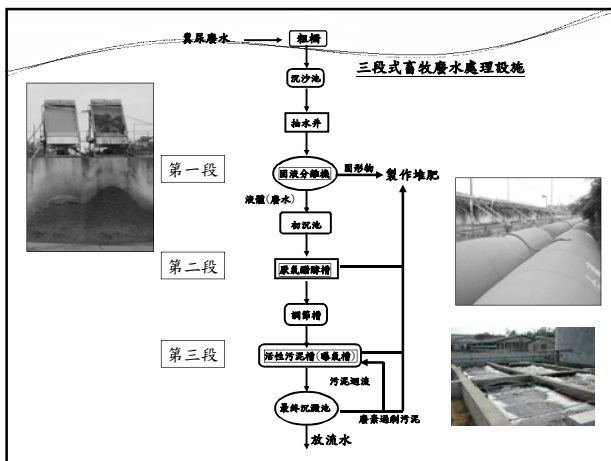 糞尿廢水
粗柵
三段式畜牧廢水處理設施
沉沙池
抽水井
第一段
固液分離機
固形物
製作堆肥
液體(廢水)
初沉池
第二段
厭氧醱酵槽
調節槽
第三段
活性污泥槽(曝氣槽)
污泥迴流
最終沉澱池
廢棄過剩污泥
放流水